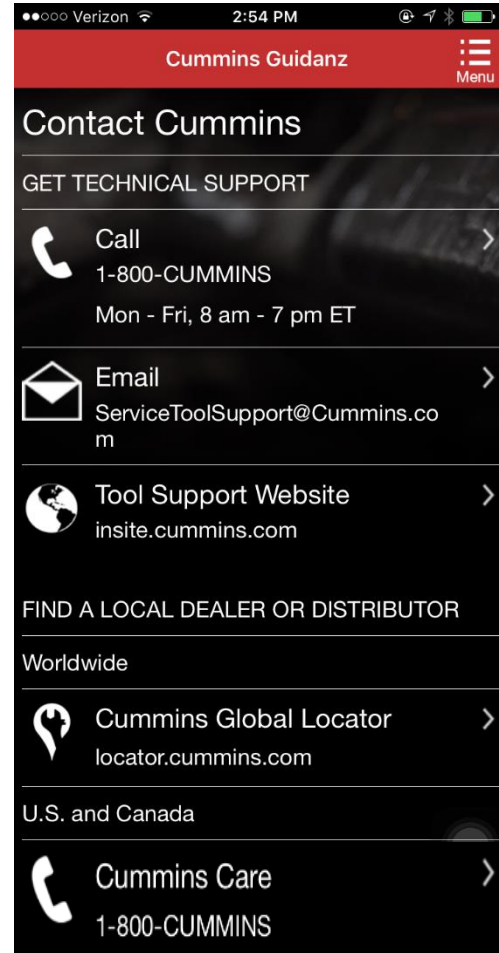 Verizon 2:54 PM
Cummins Guidanz
Menu
Contact Cummins
GET TECHNICAL SUPPORT
Call
1-800-CUMMINS
Mon - Fri, 8 am - 7 pm ET
Email
ServiceToolSupport@Cummins.co
m
Tool Support Website
insite.cummins.com
FIND A LOCAL DEALER OR DISTRIBUTOR
Worldwide
Cummins Global Locator
locator.cummins.com
U.S. and Canada
Cummins Care
1-800-CUMMINS